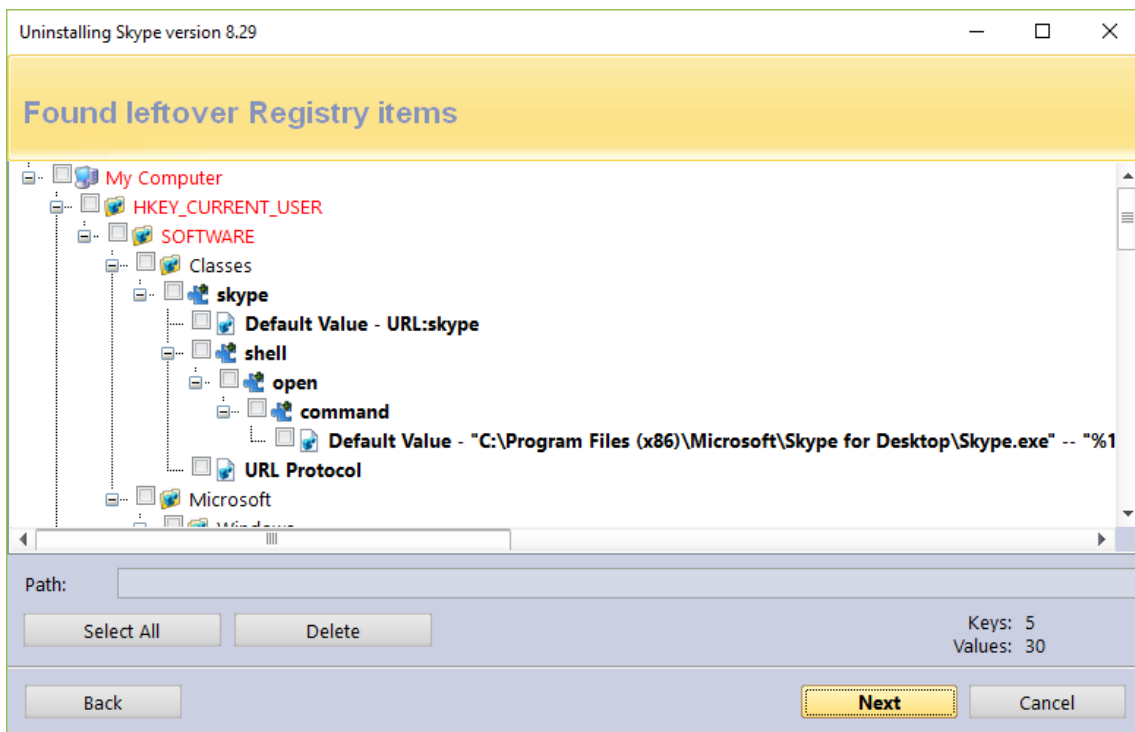 Uninstalling Skype version 8.29
Found leftover Registry items
My Computer
HKEY_CURRENT_USER
SOFTWARE
Classes
skype
Default Value - URL:skype
shell
open
command
Default Value - "C:\Program Files (x86)\Microsoft\Skype for Desktop\Skype.exe" -- "%1
URL Protocol
Microsoft
Windows
Path:
Select All Delete Keys: 5
Values: 30
Back Next Cancel